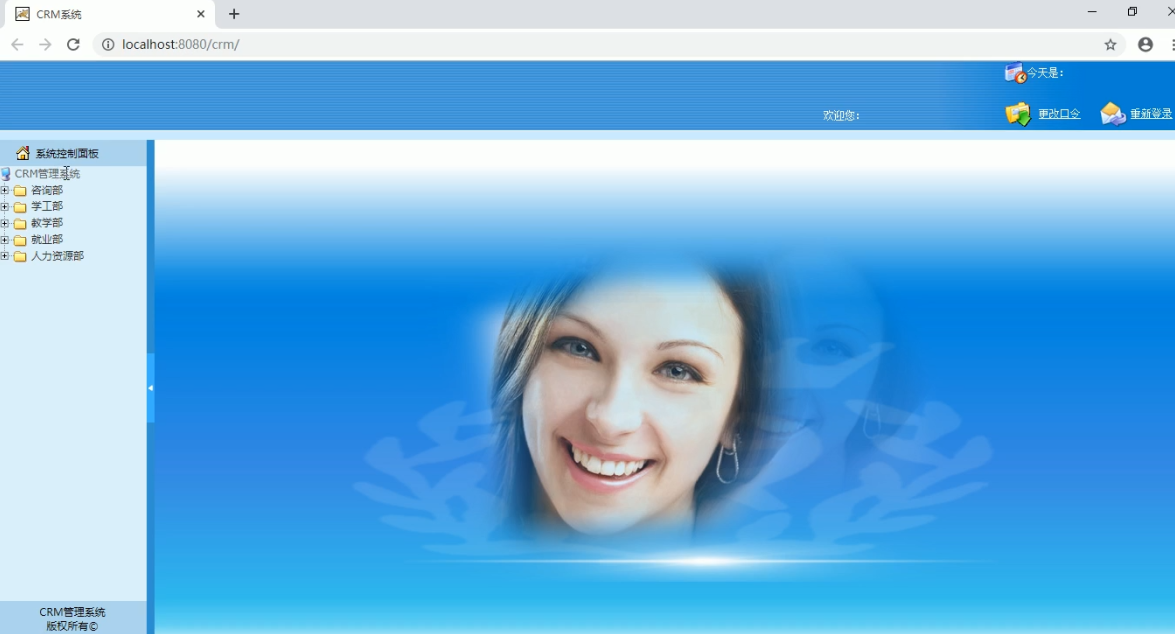 CRM系统
localhost:8080/crm/
今天是：
欢迎您：
更改口令
重新登录
系统控制面板
CRM管理系统
咨询部
学工部
教学部
就业部
人力资源部
CRM管理系统
版权所有©